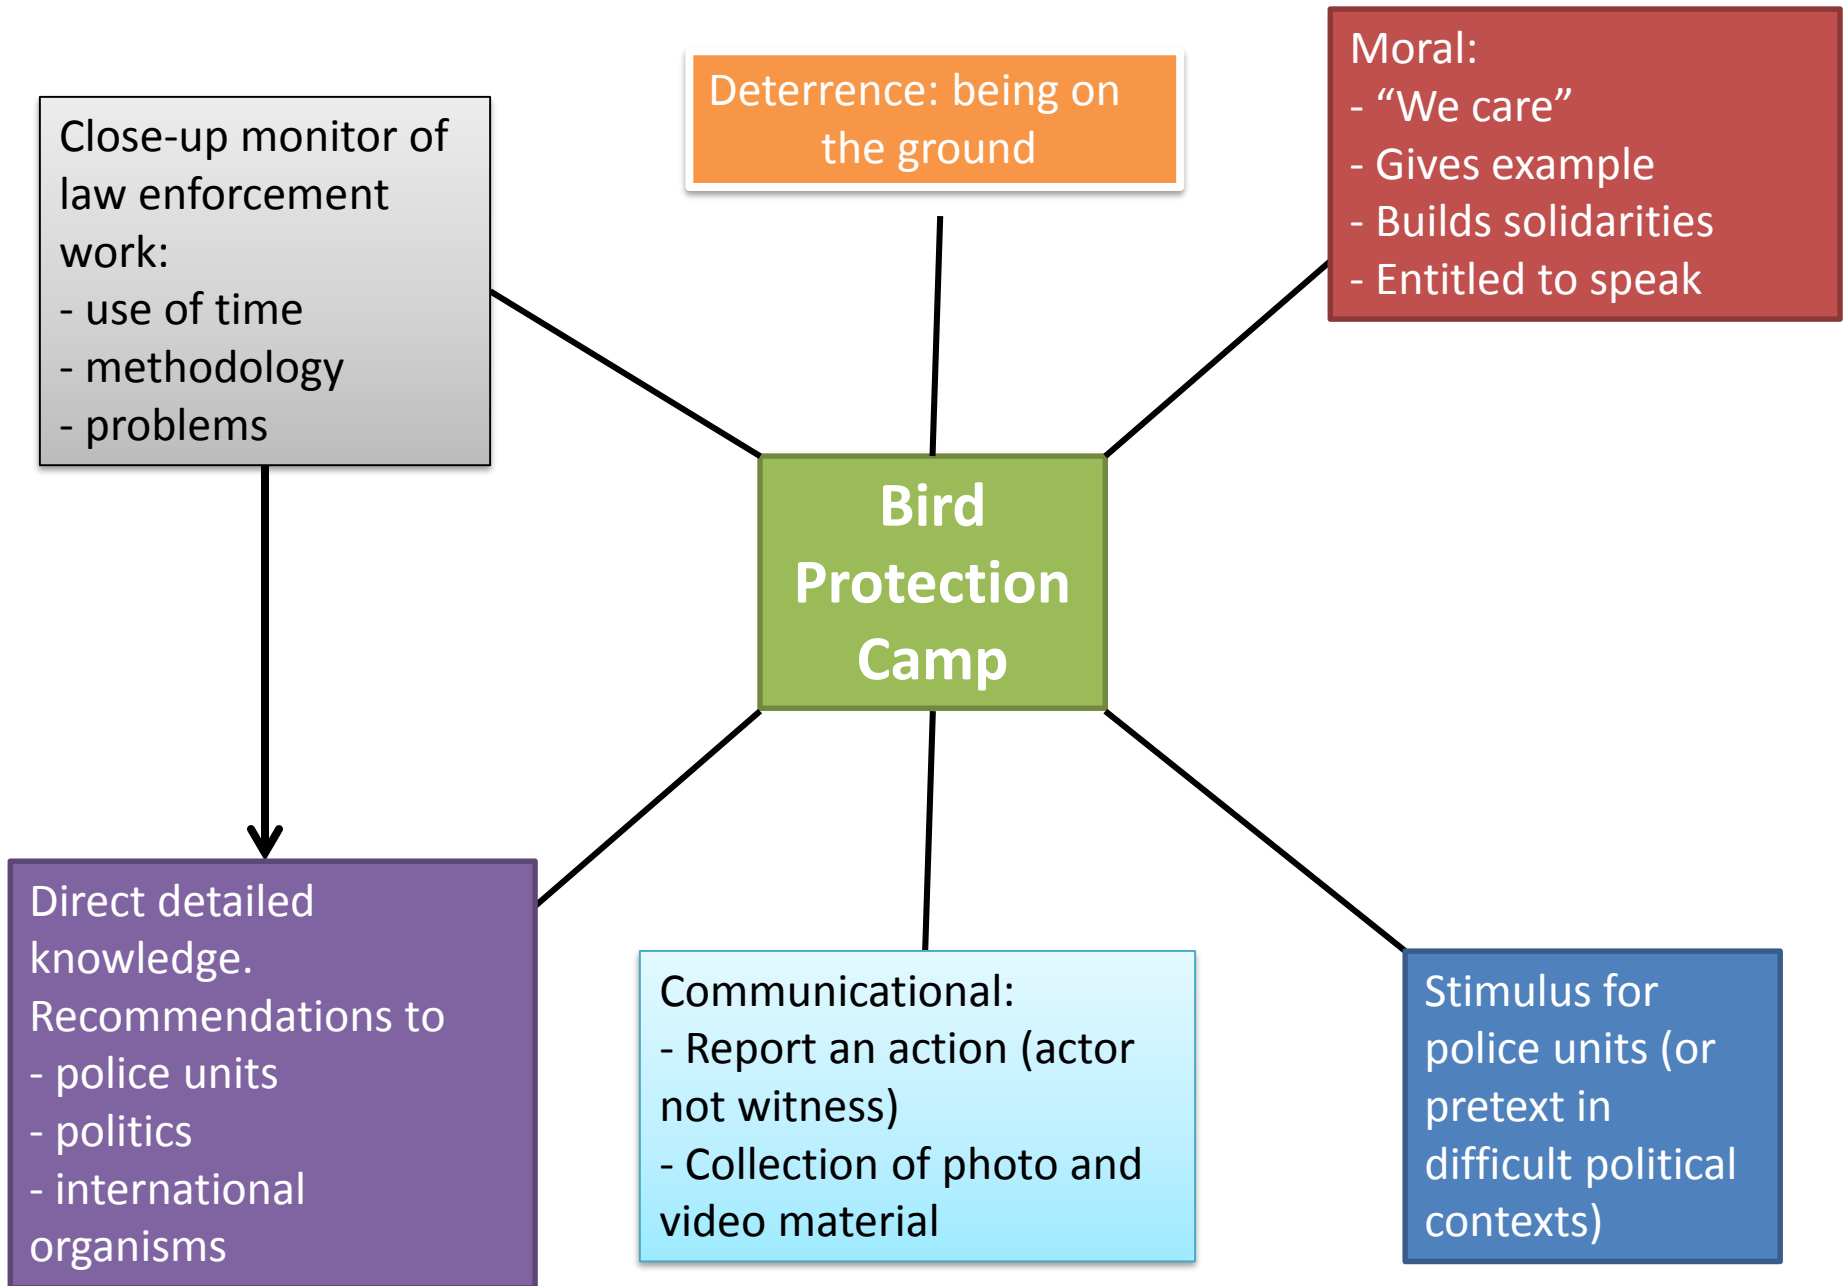 Close-up monitor of
law enforcement
work:
- use of time
- methodology
- problems
Deterrence: being on
the ground
Moral:
- “We care”
- Gives example
- Builds solidarities
- Entitled to speak
Bird
Protection
Camp
Direct detailed
knowledge.
Recommendations to
- police units
- politics
- international
organisms
Communicational:
- Report an action (actor
not witness)
- Collection of photo and
video material
Stimulus for
police units (or
pretext in
difficult political
contexts)